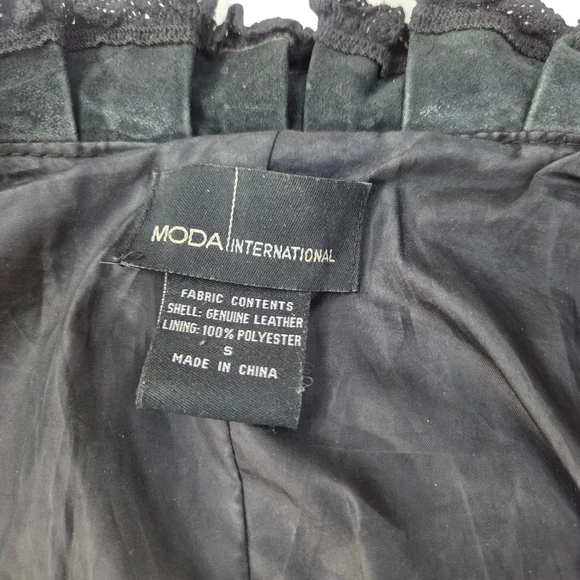 MODA INTERNATIONAL
FABRIC CONTENTS
SHELL: GENUINE LEATHER
LINING: 100% POLYESTER
S
MADE IN CHINA